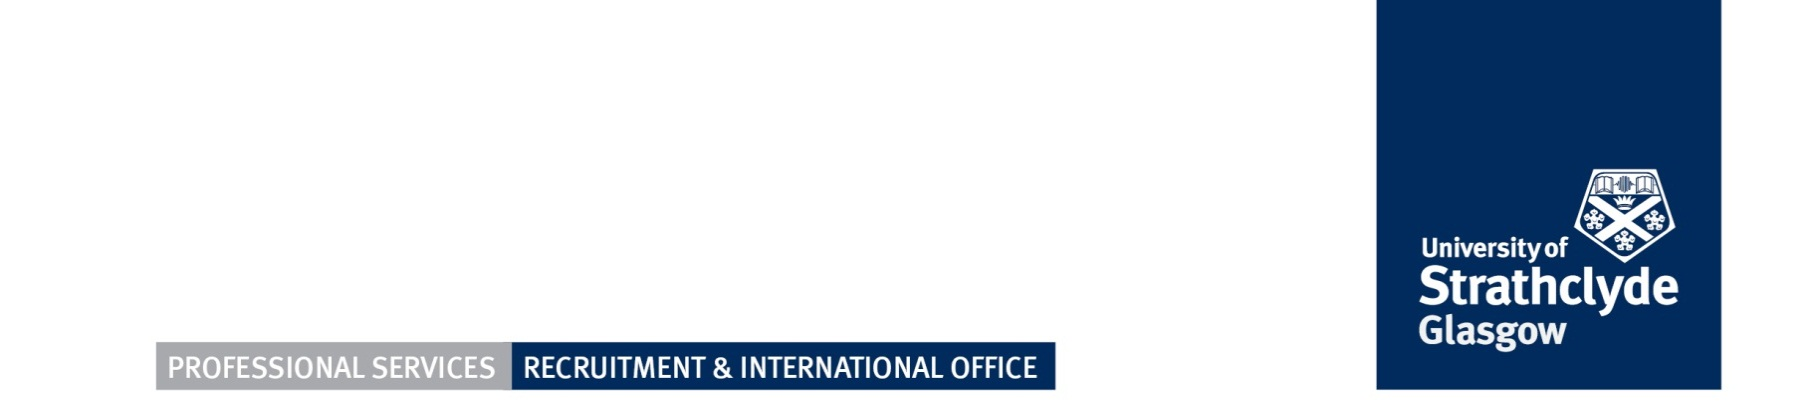 PROFESSIONAL SERVICES RECRUITMENT & INTERNATIONAL OFFICE
University of
Strathclyde
Glasgow